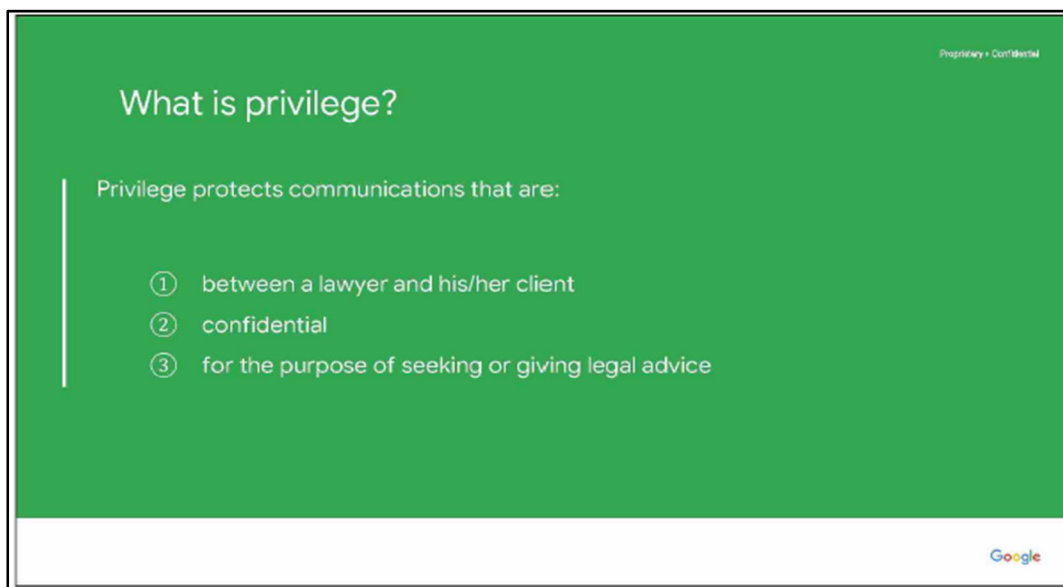 Proprietary + Confidential
What is privilege?
Privilege protects communications that are:
① between a lawyer and his/her client
② confidential
③ for the purpose of seeking or giving legal advice
Google